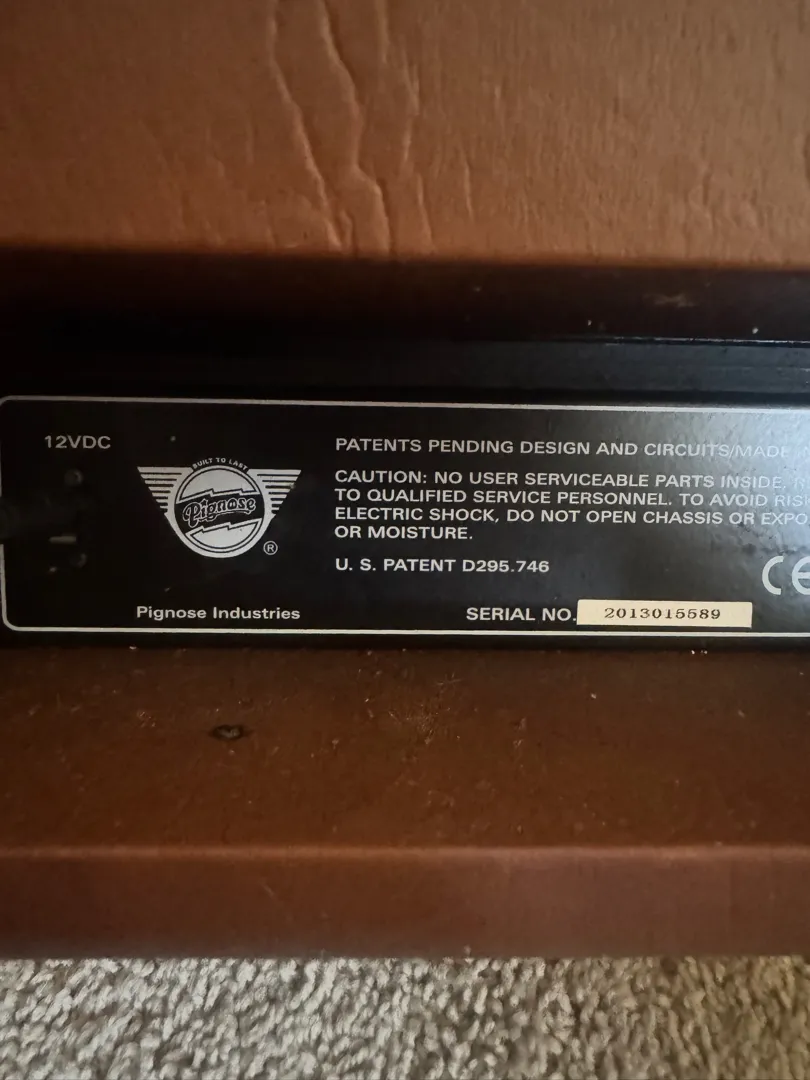 12VDC
BUILT TO LAST
Pignose
®
Pignose Industries
PATENTS PENDING DESIGN AND CIRCUITS/MADE
CAUTION: NO USER SERVICEABLE PARTS INSIDE,
TO QUALIFIED SERVICE PERSONNEL. TO AVOID
ELECTRIC SHOCK, DO NOT OPEN CHASSIS OR
OR MOISTURE.
U. S. PATENT D295.746
CE
SERIAL NO. 2013015589